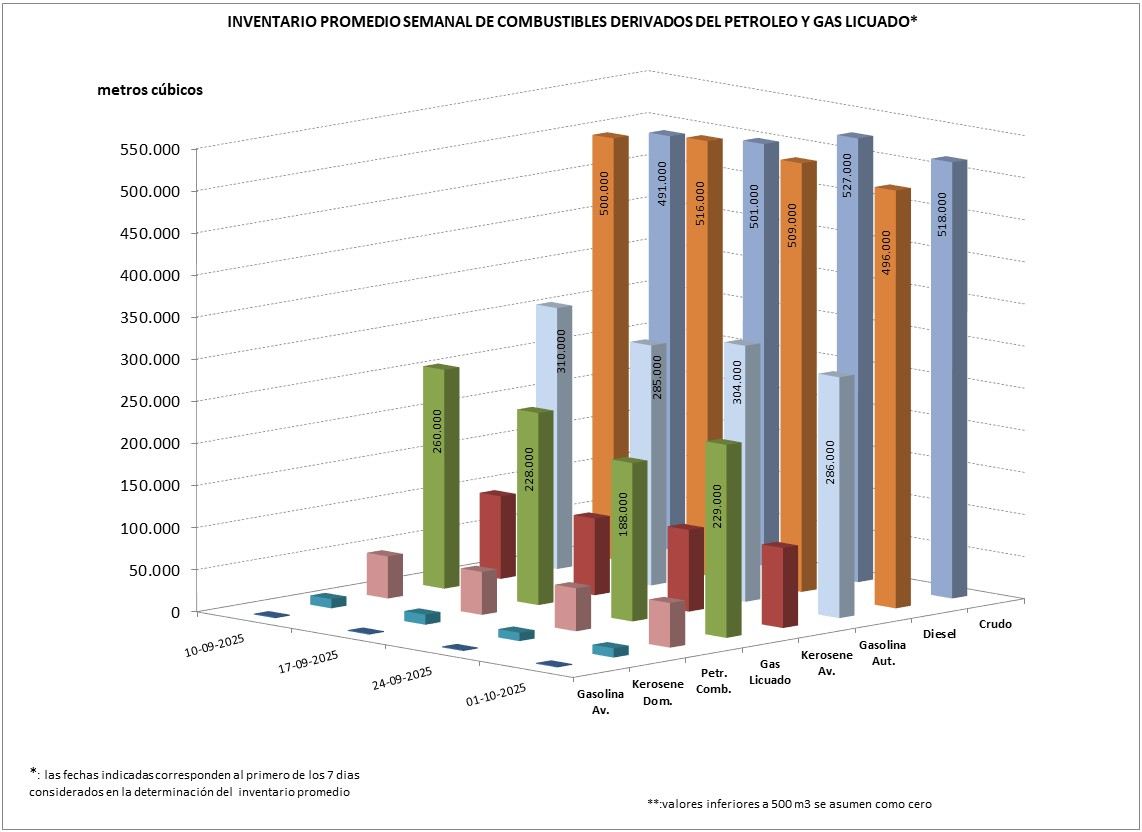 INVENTARIO PROMEDIO SEMANAL DE COMBUSTIBLES DERIVADOS DEL PETROLEO Y GAS LICUADO*
metros cúbicos
550.000
500.000
450.000
400.000
350.000
300.000
250.000
200.000
150.000
100.000
50.000
0
500.000
491.000
516.000
501.000
509.000
527.000
496.000
518.000
310.000
285.000
304.000
286.000
260.000
228.000
188.000
229.000
10-09-2025
17-09-2025
24-09-2025
01-10-2025
Gasolina
Av.
Kerosene
Dom.
Petr.
Comb.
Gas
Licuado
Kerosene
Av.
Gasolina
Aut.
Diesel
Crudo
*: las fechas indicadas corresponden al primero de los 7 dias
considerados en la determinación del inventario promedio
**:valores inferiores a 500 m3 se asumen como cero